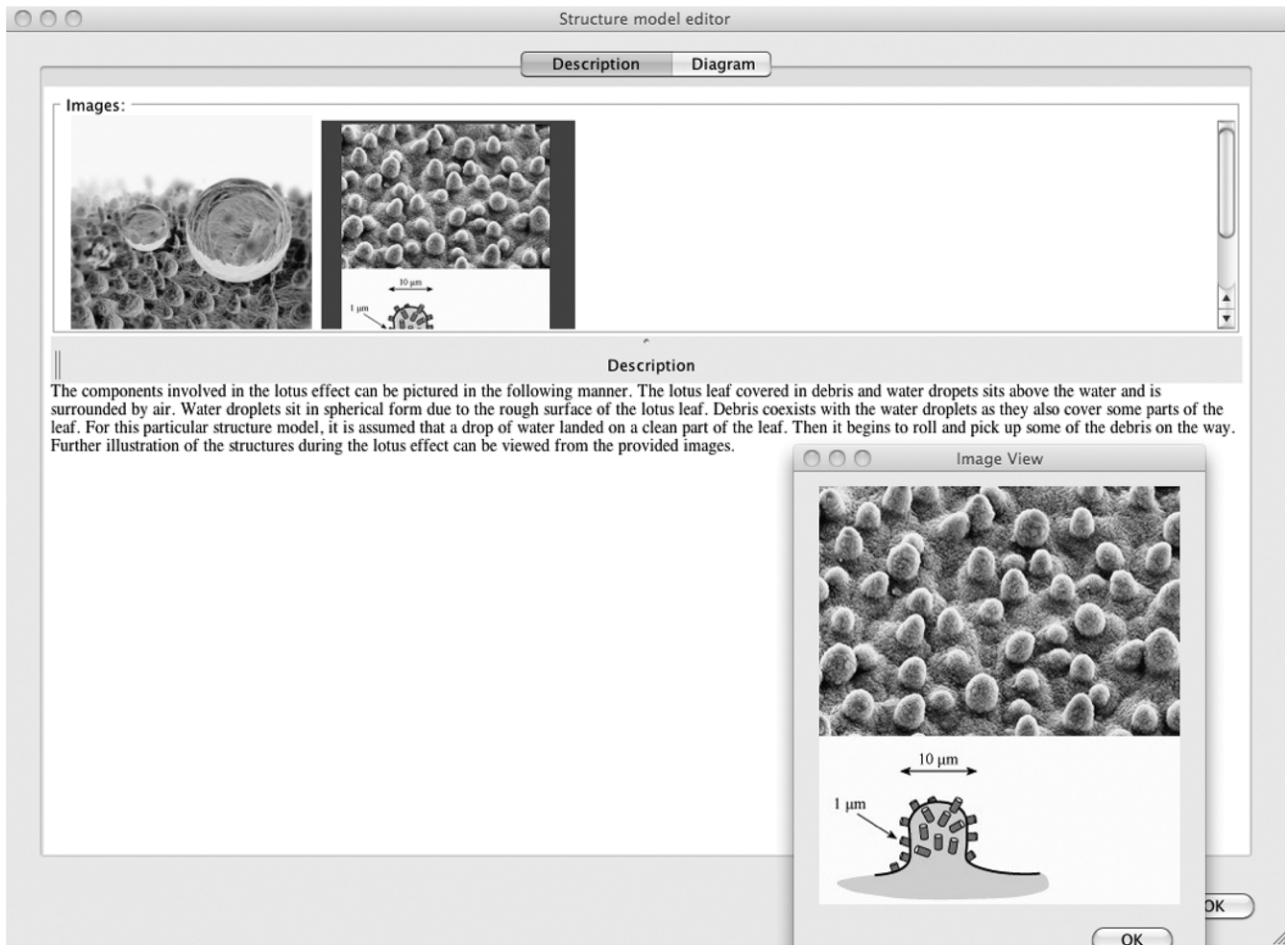 Structure model editor
Description
Diagram
Images:
10 µm
1 µm
Description
The components involved in the lotus effect can be pictured in the following manner. The lotus leaf covered in debris and water dropets sits above the water and is
surrounded by air. Water droplets sit in spherical form due to the rough surface of the lotus leaf. Debris coexists with the water droplets as they also cover some parts of the
leaf. For this particular structure model, it is assumed that a drop of water landed on a clean part of the leaf. Then it begins to roll and pick up some of the debris on the way.
Further illustration of the structures during the lotus effect can be viewed from the provided images.
Image View
10 µm
1 µm
OK
OK